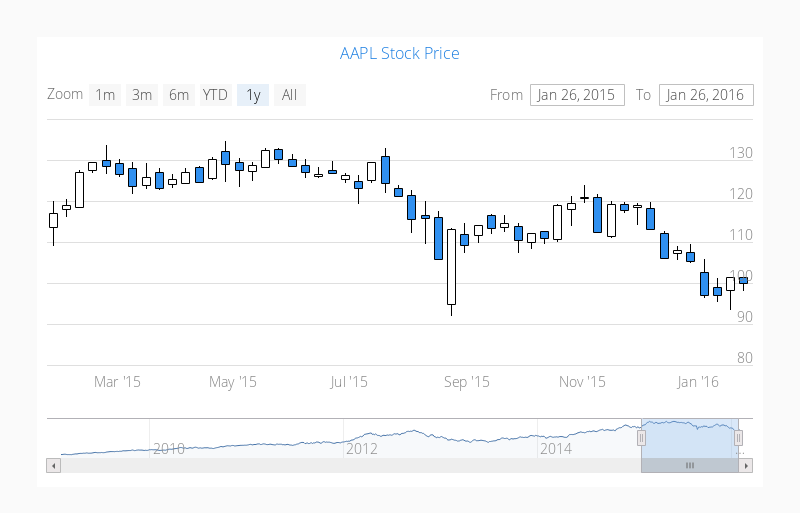 AAPL Stock Price
Zoom 1m 3m 6m YTD 1y All From Jan 26, 2015 To Jan 26, 2016
130
120
110
100
90
80
Mar '15 May '15 Jul '15 Sep '15 Nov '15 Jan '16
2010 2012 2014 ...